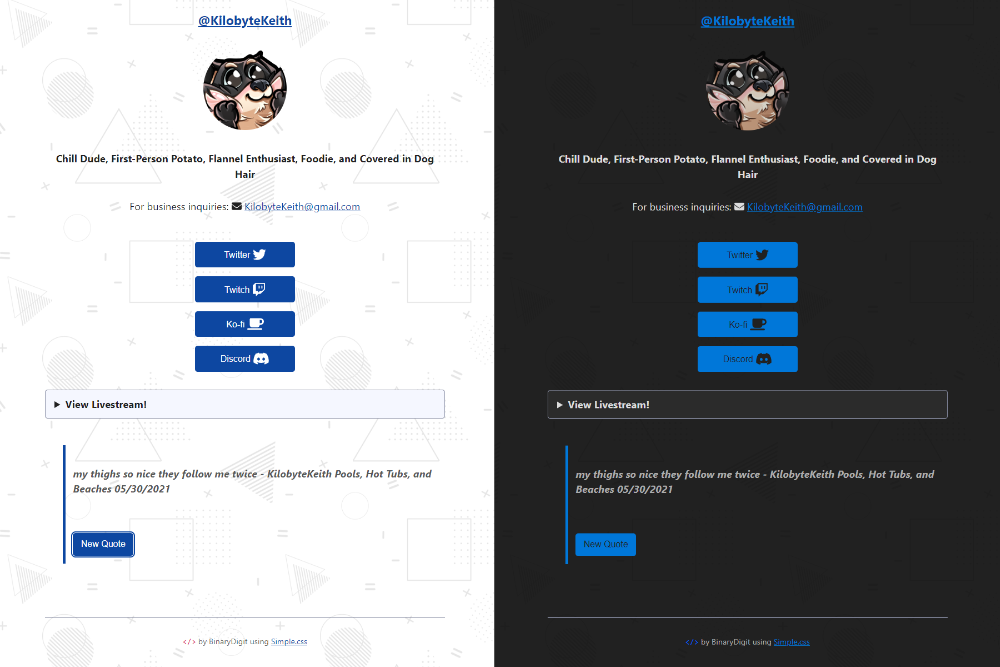 @KilobyteKeith
Chill Dude, First-Person Potato, Flannel Enthusiast, Foodie, and Covered in Dog
Hair
For business inquiries: KilobyteKeith@gmail.com
Twitter
Twitch
Ko-fi
Discord
View Livestream!
my thighs so nice they follow me twice - KilobyteKeith Pools, Hot Tubs, and
Beaches 05/30/2021
New Quote
</> by BinaryDigit using Simple.css
@KilobyteKeith
Chill Dude, First-Person Potato, Flannel Enthusiast, Foodie, and Covered in Dog
Hair
For business inquiries: KilobyteKeith@gmail.com
Twitter
Twitch
Ko-fi
Discord
View Livestream!
my thighs so nice they follow me twice - KilobyteKeith Pools, Hot Tubs, and
Beaches 05/30/2021
New Quote
</> by BinaryDigit using Simple.css